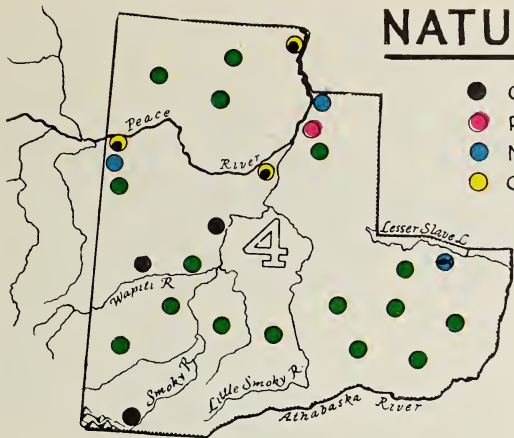 NATU
C
P
N
C
Peace
River
4
Lesser Slave L
Wapiti R
Smoky R
Little Smoky R.
Athabaska River